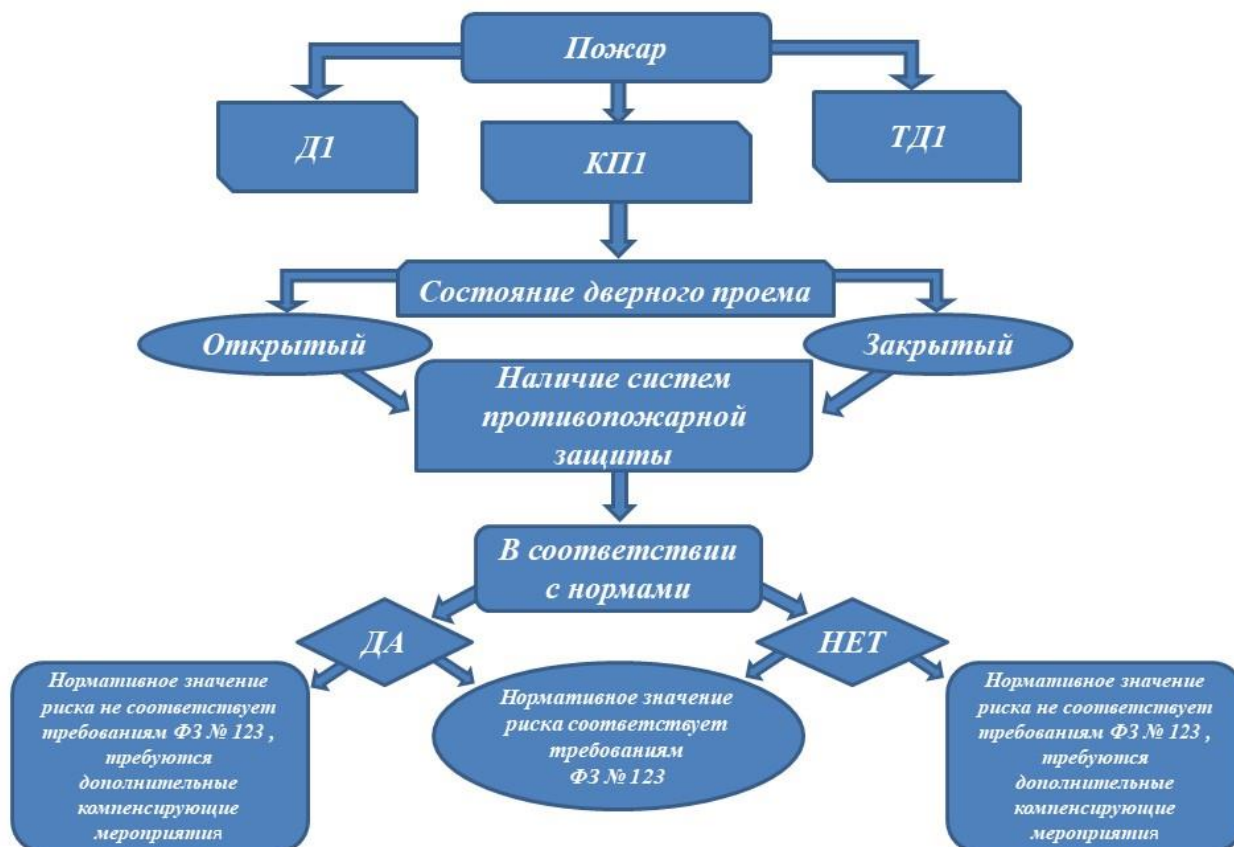 Пожар
Д1
КП1
ТД1
Состояние дверного проема
Открытый
Закрытый
Наличие систем
противопожарной
защиты
В соответствии
с нормами
ДА
НЕТ
Нормативное значение
риска не соответствует
требованиям ФЗ № 123 ,
требуются
дополнительные
компенсирующие
мероприятия
Нормативное значение
риска соответствует
требованиям
ФЗ № 123
Нормативное значение
риска не соответствует
требованиям ФЗ № 123 ,
требуются
дополнительные
компенсирующие
мероприятия